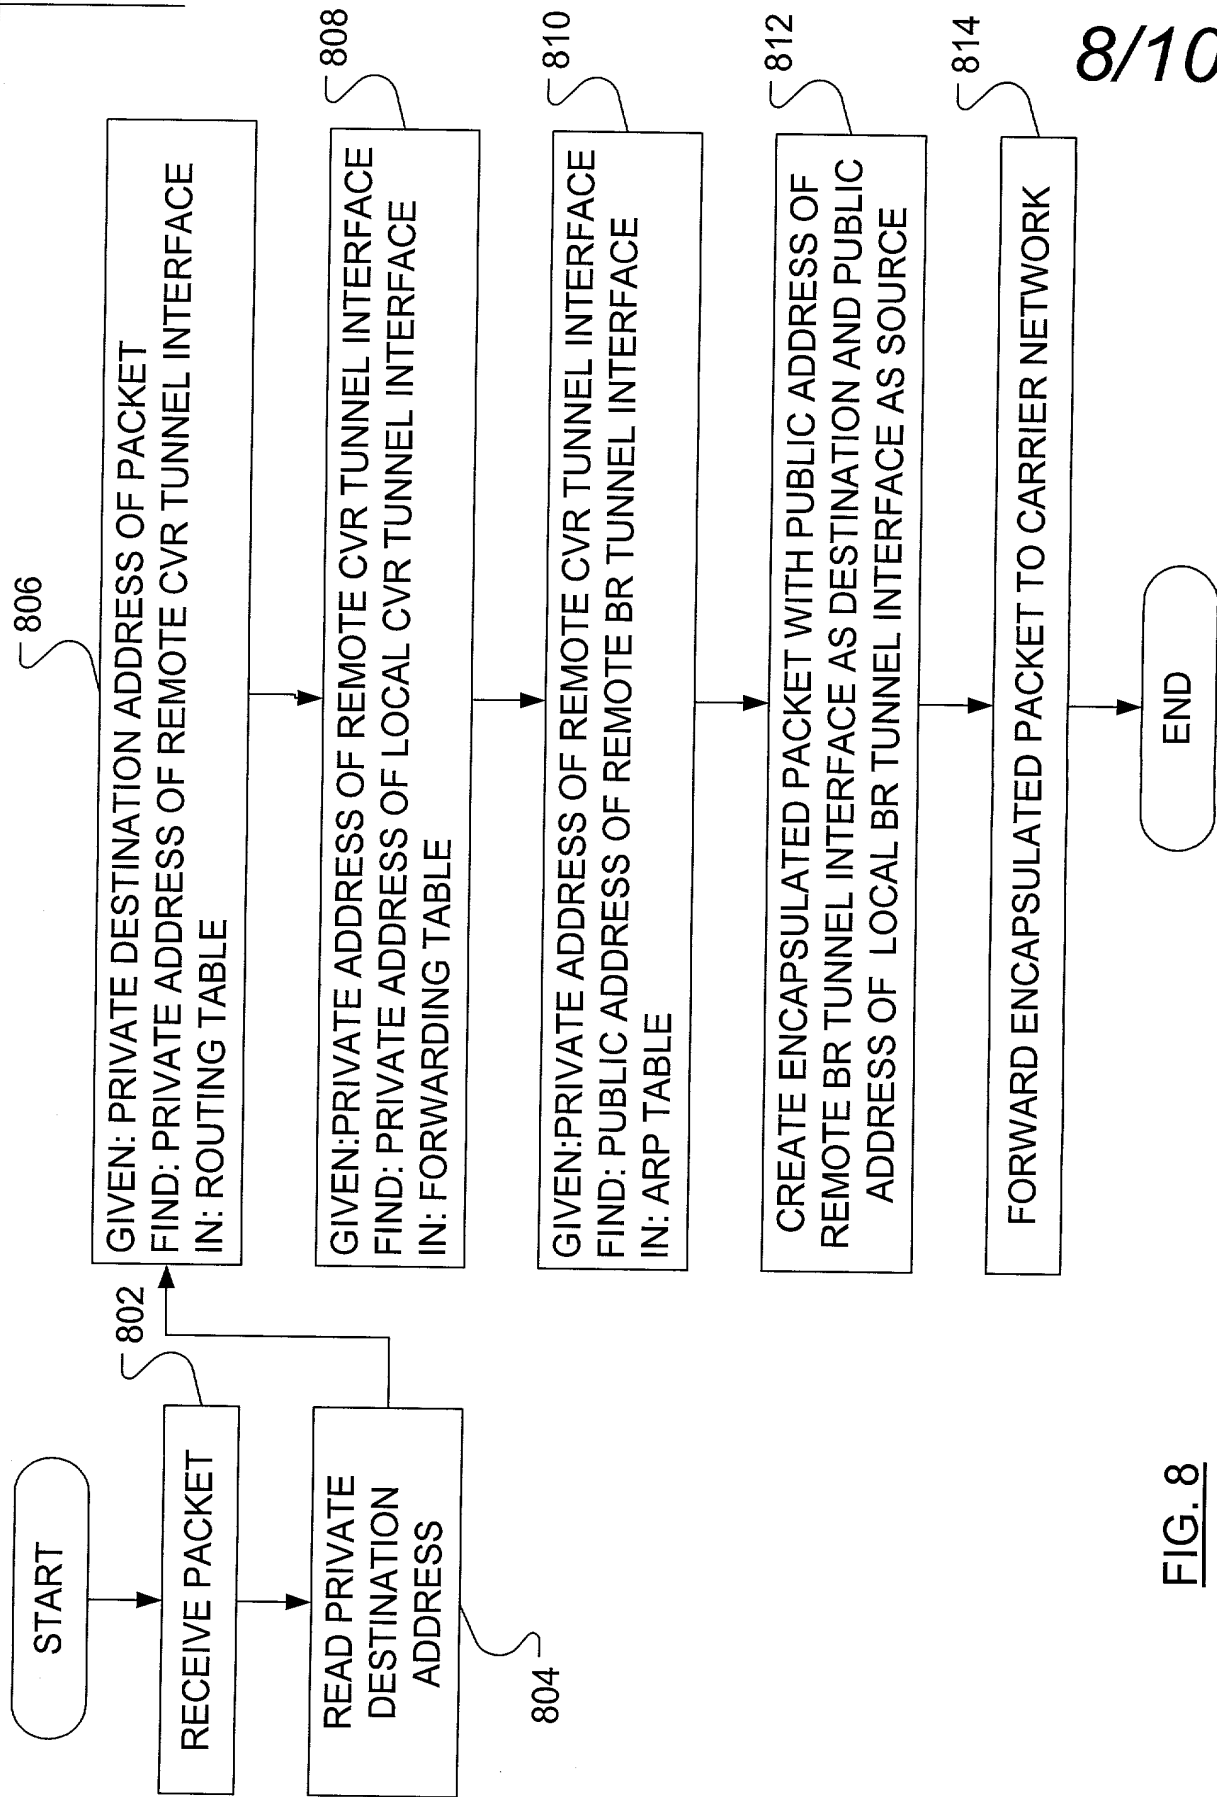 START
802
RECEIVE PACKET
READ PRIVATE
DESTINATION
ADDRESS
804
806
GIVEN: PRIVATE DESTINATION ADDRESS OF PACKET
FIND: PRIVATE ADDRESS OF REMOTE CVR TUNNEL INTERFACE
IN: ROUTING TABLE
808
GIVEN:PRIVATE ADDRESS OF REMOTE CVR TUNNEL INTERFACE
FIND: PRIVATE ADDRESS OF LOCAL CVR TUNNEL INTERFACE
IN: FORWARDING TABLE
810
GIVEN:PRIVATE ADDRESS OF REMOTE CVR TUNNEL INTERFACE
FIND: PUBLIC ADDRESS OF REMOTE BR TUNNEL INTERFACE
IN: ARP TABLE
812
CREATE ENCAPSULATED PACKET WITH PUBLIC ADDRESS OF
REMOTE BR TUNNEL INTERFACE AS DESTINATION AND PUBLIC
ADDRESS OF LOCAL BR TUNNEL INTERFACE AS SOURCE
814
FORWARD ENCAPSULATED PACKET TO CARRIER NETWORK
END
FIG. 8
8/10